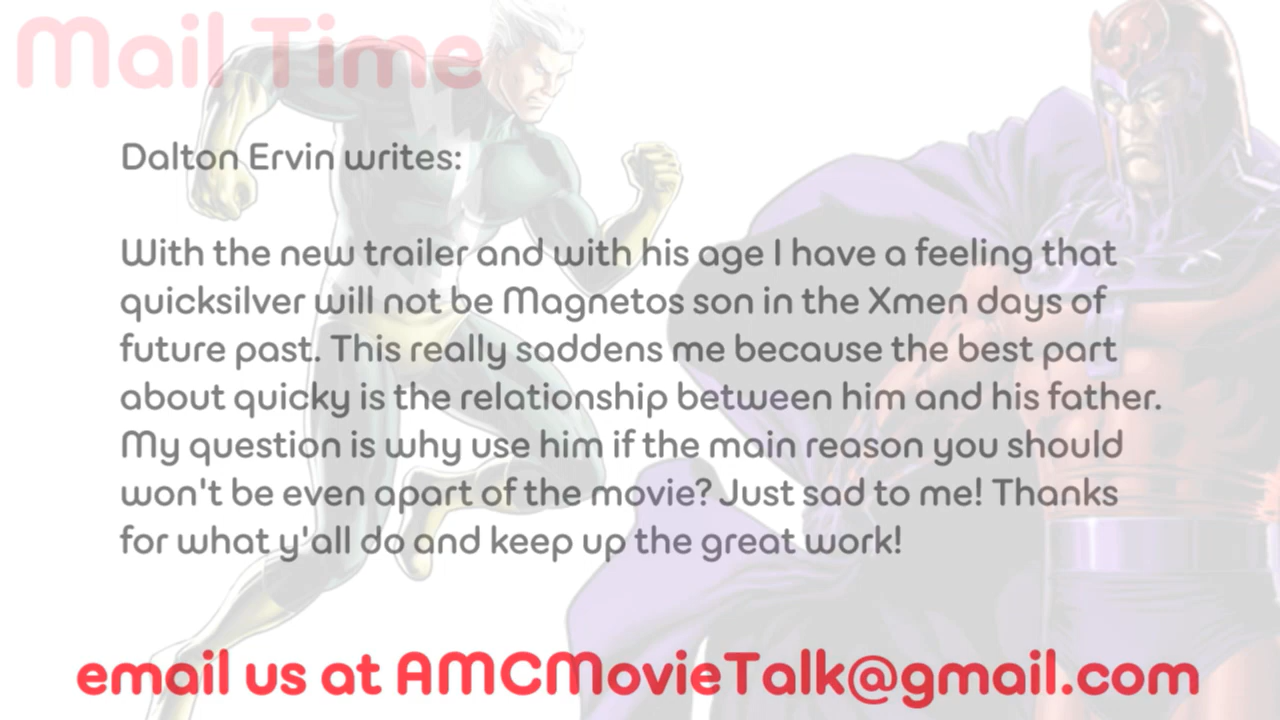 Mail Time
Dalton Ervin writes:
With the new trailer and with his age I have a feeling that
quicksilver will not be Magnetos son in the Xmen days of
future past. This really saddens me because the best part
about quicky is the relationship between him and his father.
My question is why use him if the main reason you should
won't be even apart of the movie? Just sad to me! Thanks
for what y'all do and keep up the great work!
email us at AMCMovieTalk@gmail.com